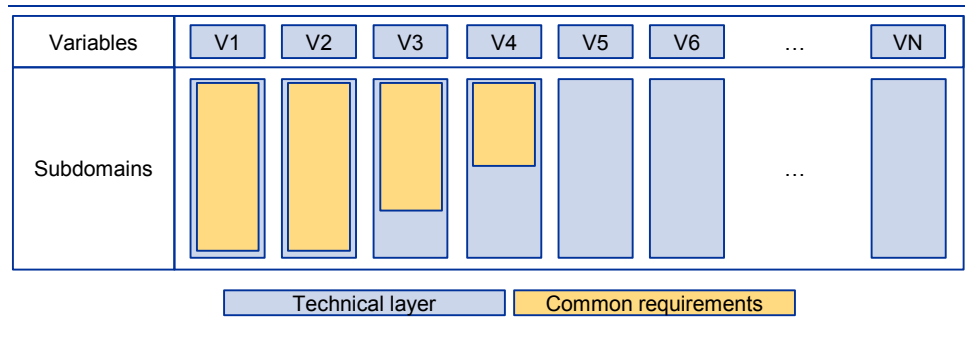 Variables V1 V2 V3 V4 V5 V6 … VN
Subdomains …
Technical layer Common requirements